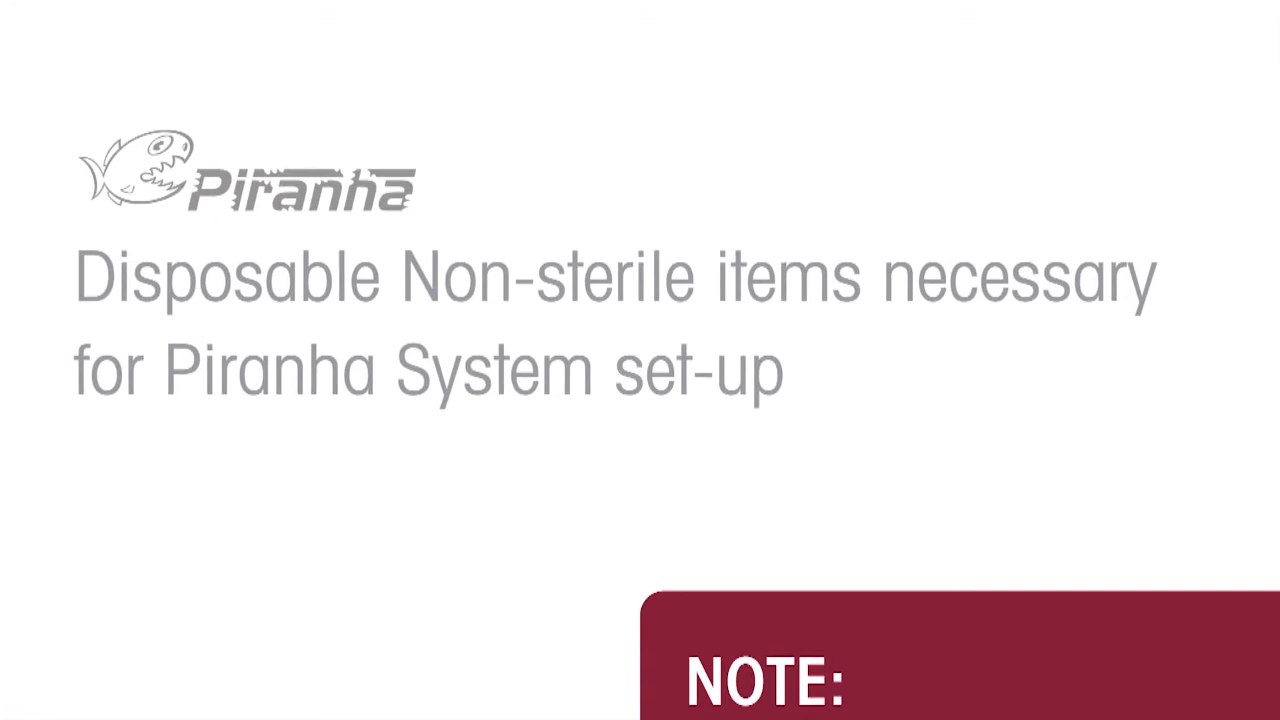 Piranha
Disposable Non-sterile items necessary
for Piranha System set-up
NOTE: